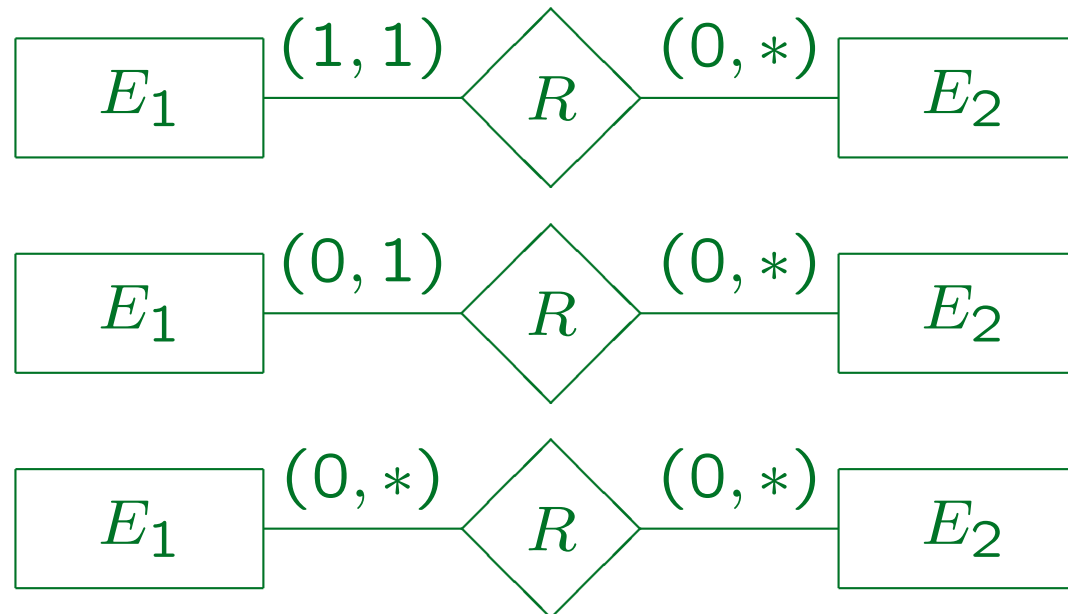 E₁ (1, 1) R (0, *) E₂
E₁ (0, 1) R (0, *) E₂
E₁ (0, *) R (0, *) E₂